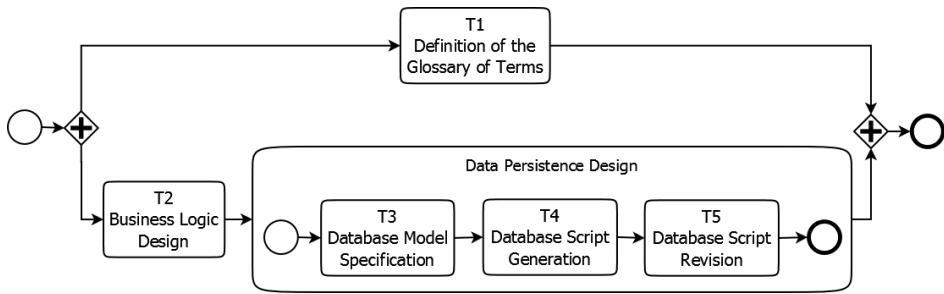 T1
Definition of the
Glossary of Terms
Data Persistence Design
T2
Business Logic
Design
T3
Database Model
Specification
T4
Database Script
Generation
T5
Database Script
Revision